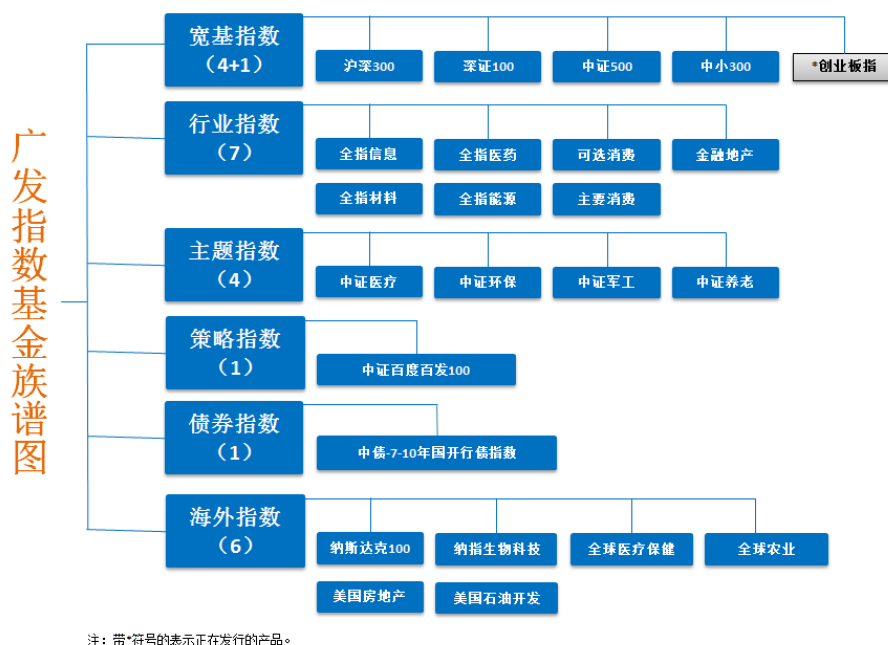 广发指数基金族谱图
宽基指数
（4+1）
沪深300
深证100
中证500
中小300
*创业板指
行业指数
（7）
全指信息
全指医药
可选消费
金融地产
全指材料
全指能源
主要消费
主题指数
（4）
中证医疗
中证环保
中证军工
中证养老
策略指数
（1）
中证百度百发100
债券指数
（1）
中债-7-10年国开行债指数
海外指数
（6）
纳斯达克100
纳指生物科技
全球医疗保健
全球农业
美国房地产
美国石油开发
注：带*符号的表示正在发行的产品。